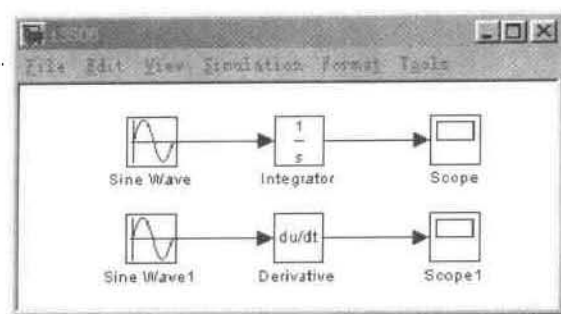 File Edit View Simulation Format Tools
1
s
Sine Wave
Integrator
Scope
du/dt
Sine Wave1
Derivative
Scope1